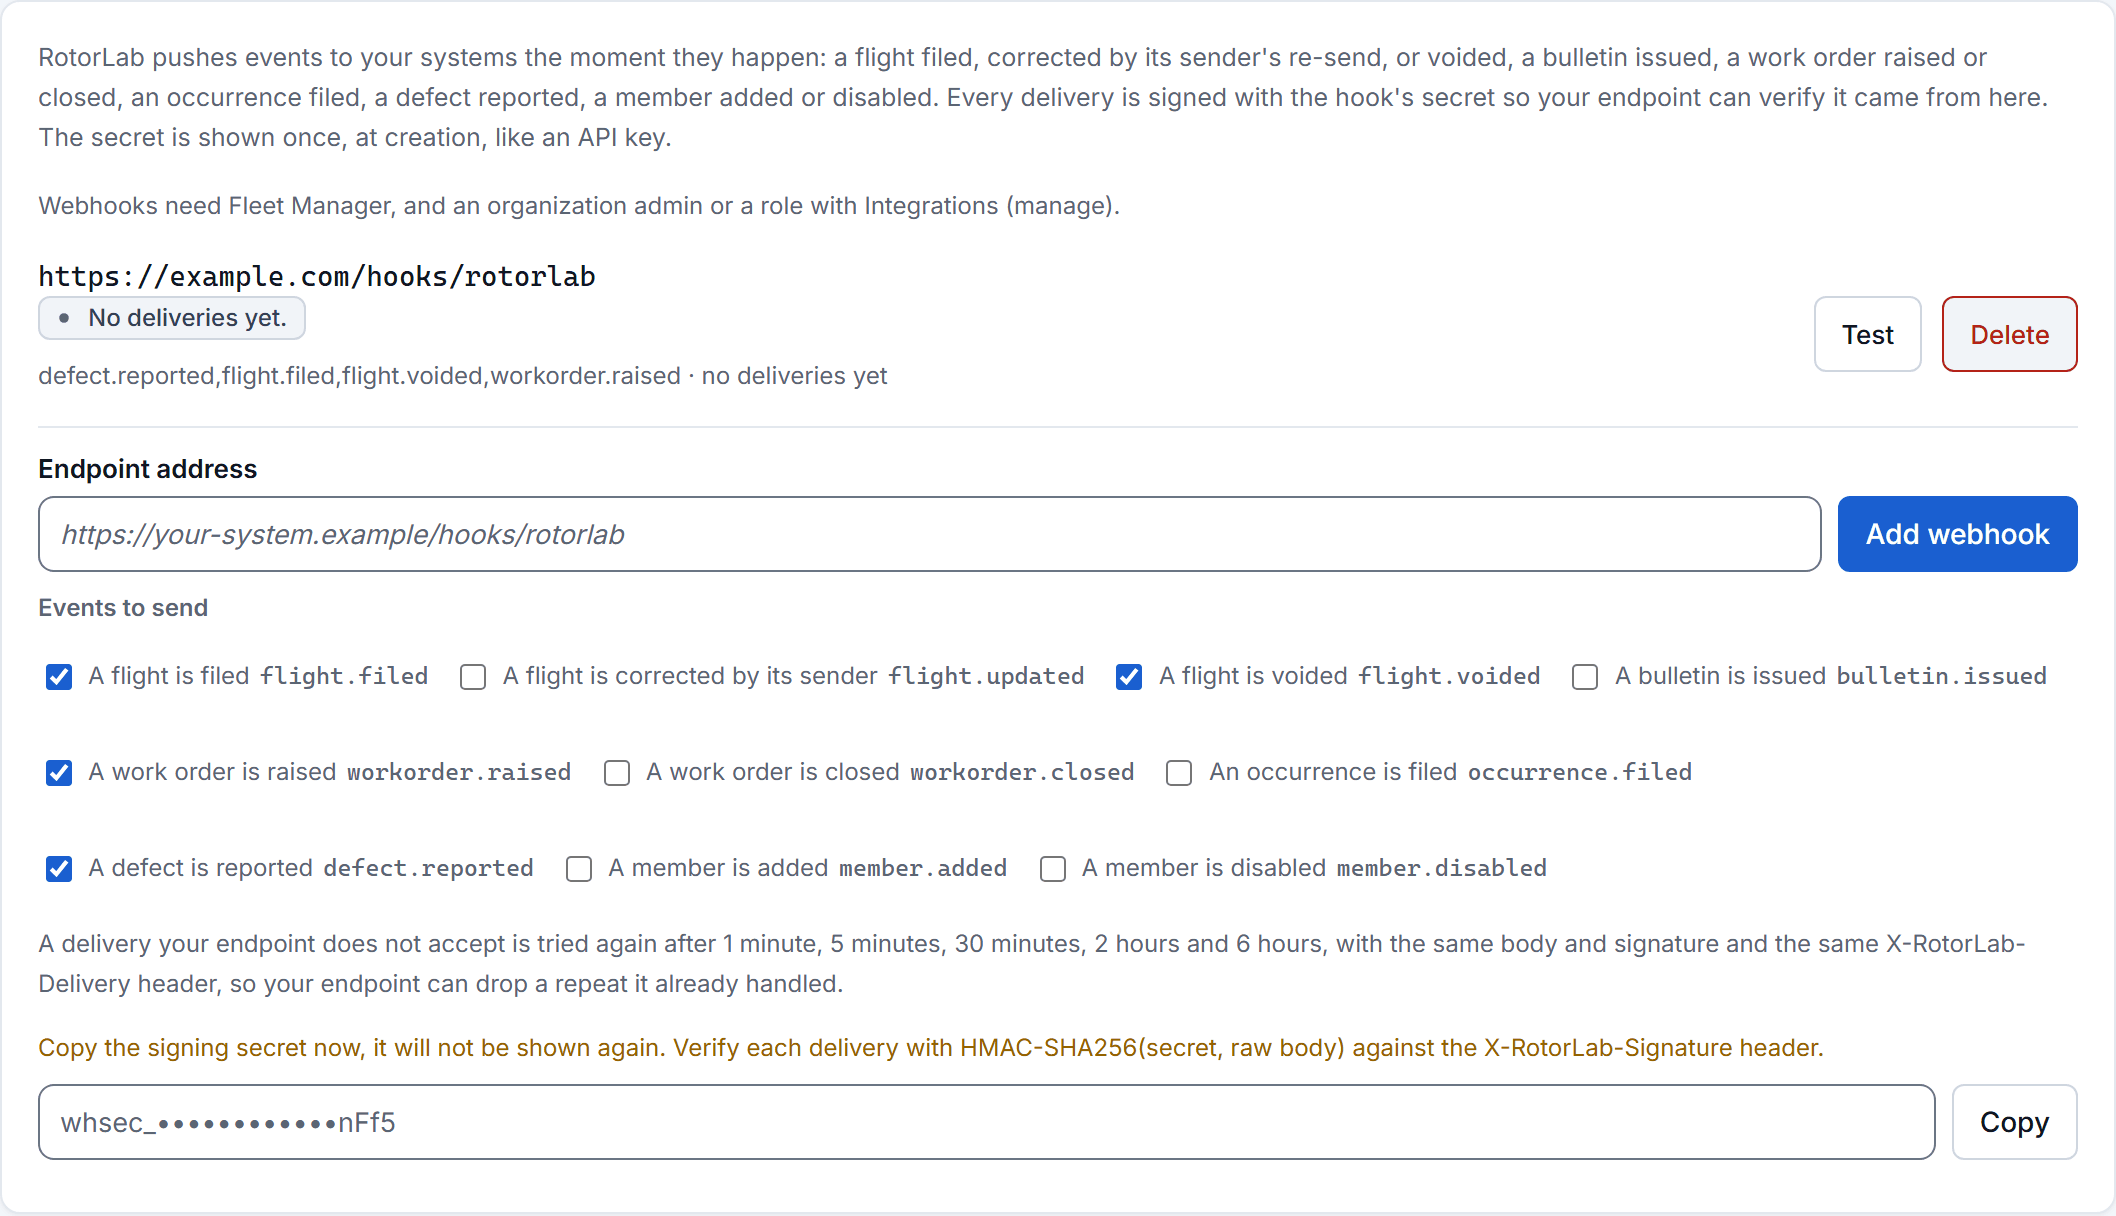 RotorLab pushes events to your systems the moment they happen: a flight filed, corrected by its sender's re-send, or voided, a bulletin issued, a work order raised or
closed, an occurrence filed, a defect reported, a member added or disabled. Every delivery is signed with the hook's secret so your endpoint can verify it came from here.
The secret is shown once, at creation, like an API key.
Webhooks need Fleet Manager, and an organization admin or a role with Integrations (manage).
https://example.com/hooks/rotorlab
• No deliveries yet.
Test Delete
defect.reported,flight.filed,flight.voided,workorder.raised · no deliveries yet
Endpoint address
https://your-system.example/hooks/rotorlab Add webhook
Events to send
A flight is filed flight.filed A flight is corrected by its sender flight.updated A flight is voided flight.voided A bulletin is issued bulletin.issued
A work order is raised workorder.raised A work order is closed workorder.closed An occurrence is filed occurrence.filed
A defect is reported defect.reported A member is added member.added A member is disabled member.disabled
A delivery your endpoint does not accept is tried again after 1 minute, 5 minutes, 30 minutes, 2 hours and 6 hours, with the same body and signature and the same X-RotorLab-
Delivery header, so your endpoint can drop a repeat it already handled.
Copy the signing secret now, it will not be shown again. Verify each delivery with HMAC-SHA256(secret, raw body) against the X-RotorLab-Signature header.
whsec_••••••••••••nFf5 Copy